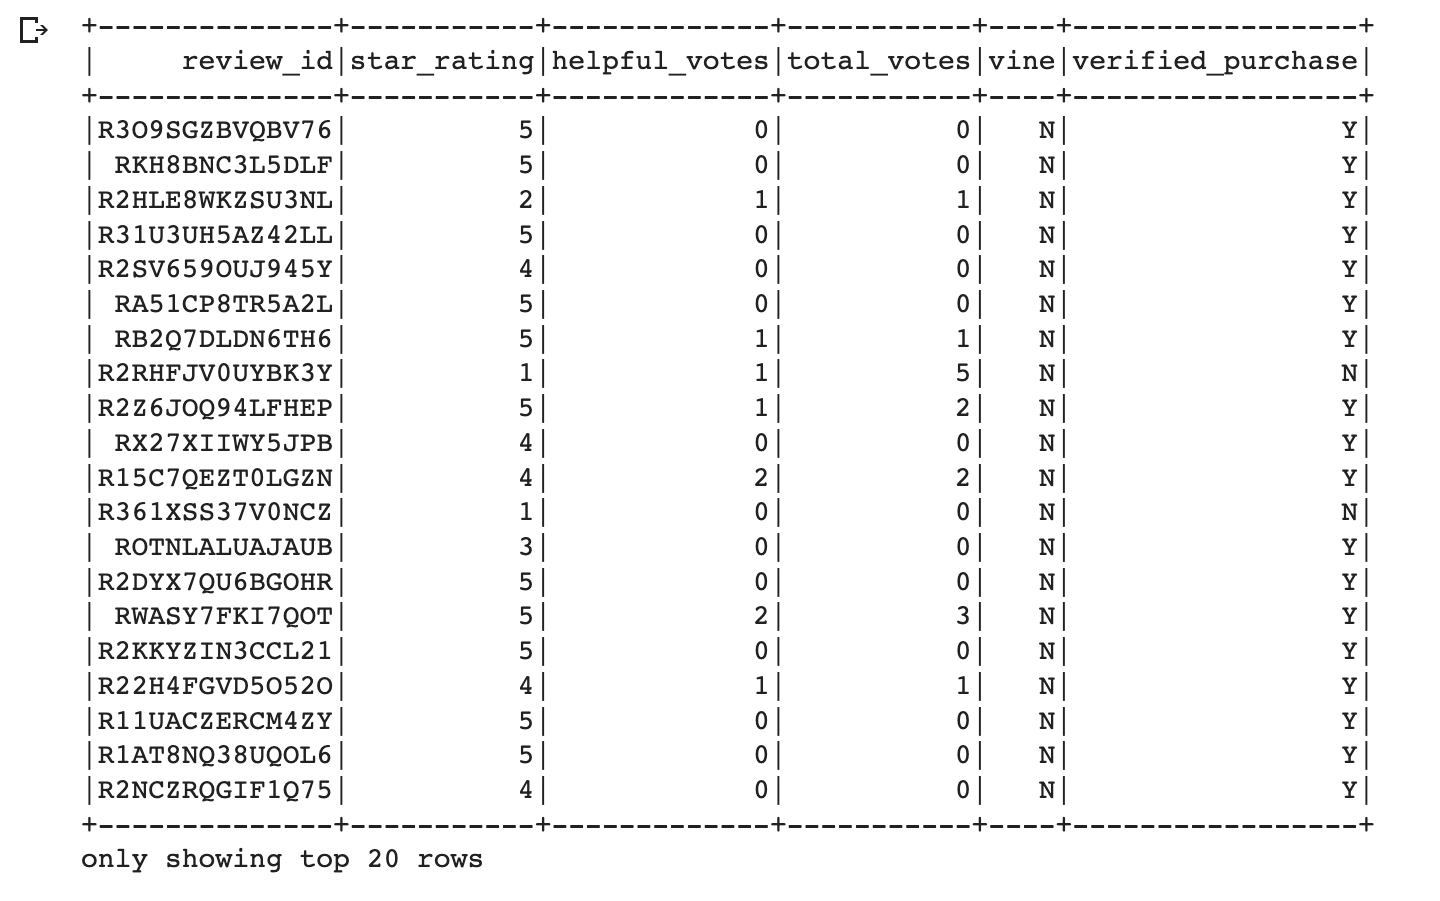 +--------------+-----------+-------------+-----------+----+-----------------+
|     review_id|star_rating|helpful_votes|total_votes|vine|verified_purchase|
+--------------+-----------+-------------+-----------+----+-----------------+
|R3O9SGZBVQBV76|          5|            0|          0|   N|                Y|
| RKH8BNC3L5DLF|          5|            0|          0|   N|                Y|
|R2HLE8WKZSU3NL|          2|            1|          1|   N|                Y|
|R31U3UH5AZ42LL|          5|            0|          0|   N|                Y|
|R2SV659OUJ945Y|          4|            0|          0|   N|                Y|
| RA51CP8TR5A2L|          5|            0|          0|   N|                Y|
| RB2Q7DLDN6TH6|          5|            1|          1|   N|                Y|
|R2RHFJV0UYBK3Y|          1|            1|          5|   N|                N|
|R2Z6JOQ94LFHEP|          5|            1|          2|   N|                Y|
| RX27XIIWY5JPB|          4|            0|          0|   N|                Y|
|R15C7QEZT0LGZN|          4|            2|          2|   N|                Y|
|R361XSS37V0NCZ|          1|            0|          0|   N|                N|
| ROTNLALUAJAUB|          3|            0|          0|   N|                Y|
|R2DYX7QU6BGOHR|          5|            0|          0|   N|                Y|
| RWASY7FKI7QOT|          5|            2|          3|   N|                Y|
|R2KKYZIN3CCL21|          5|            0|          0|   N|                Y|
|R22H4FGVD5O52O|          4|            1|          1|   N|                Y|
|R11UACZERCM4ZY|          5|            0|          0|   N|                Y|
|R1AT8NQ38UQOL6|          5|            0|          0|   N|                Y|
|R2NCZRQGIF1Q75|          4|            0|          0|   N|                Y|
+--------------+-----------+-------------+-----------+----+-----------------+
only showing top 20 rows